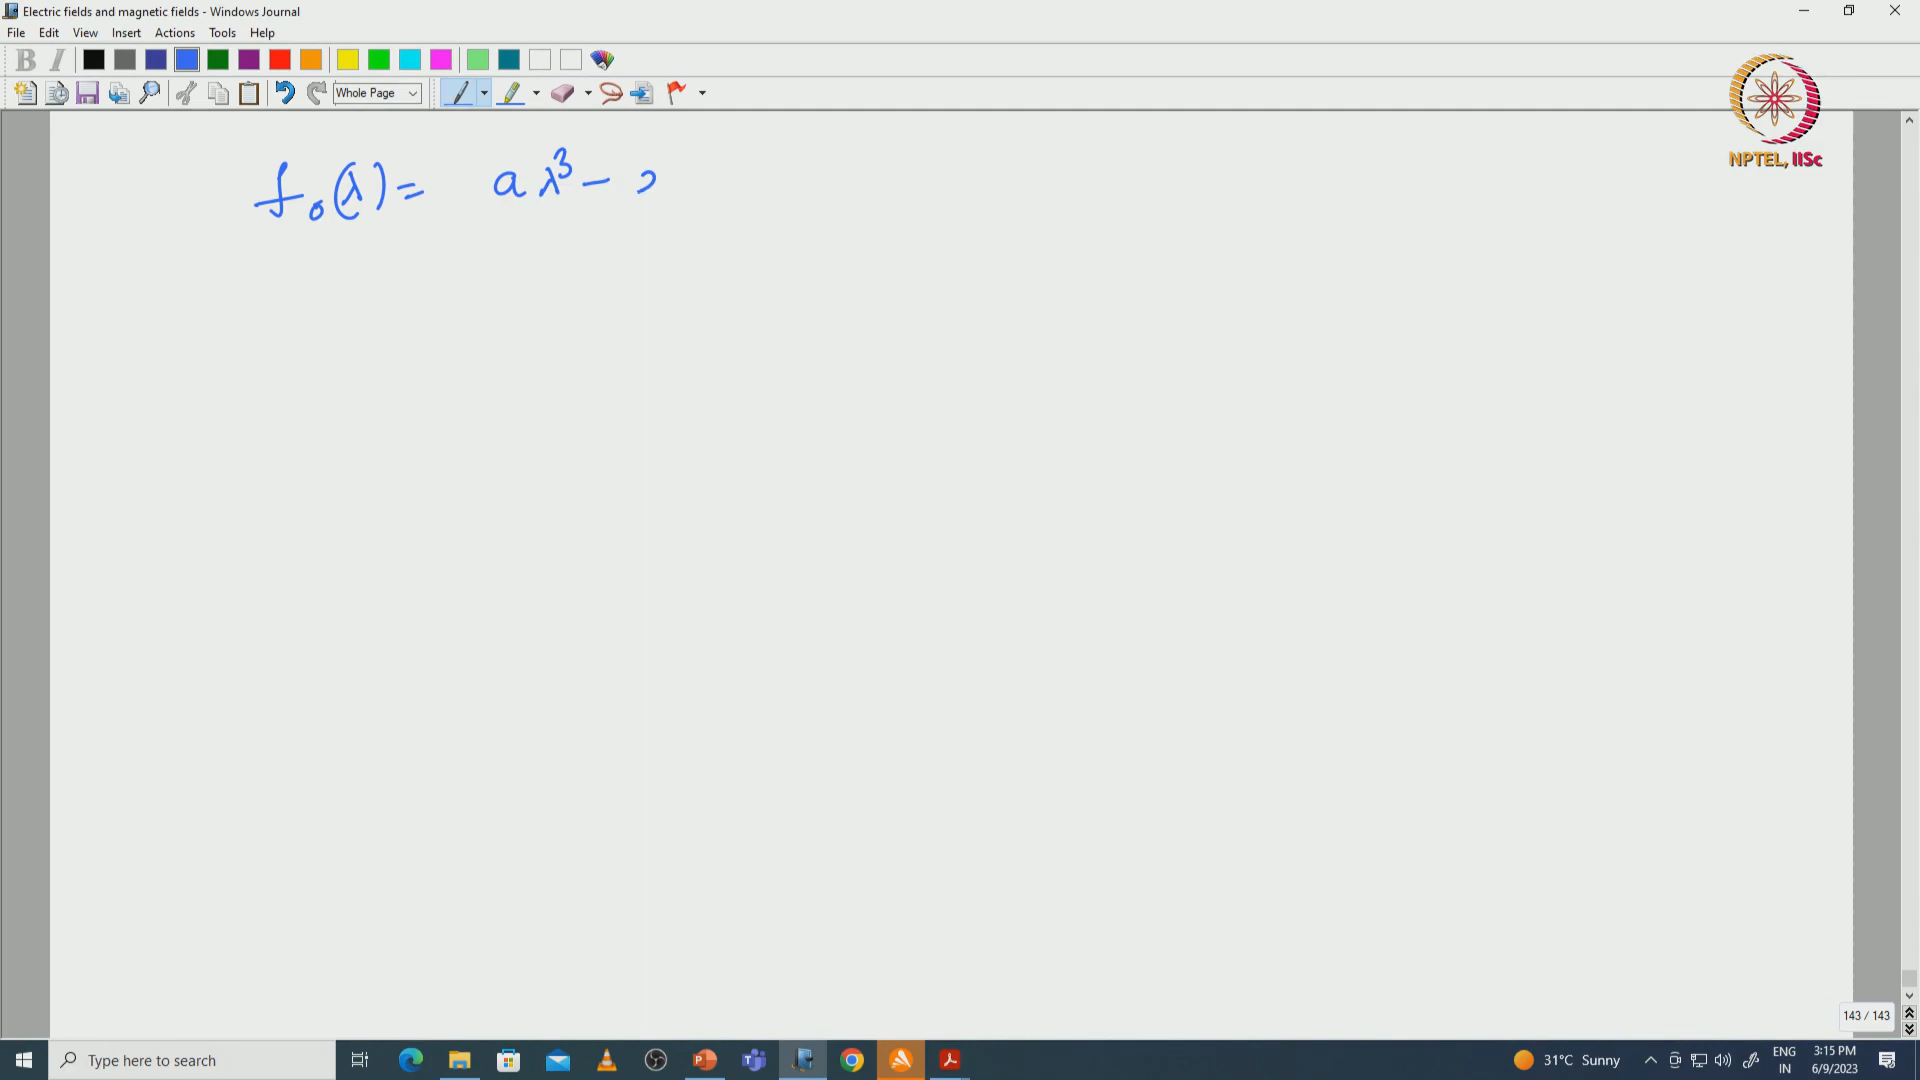 Electric fields and magnetic fields - Windows Journal
File Edit View Insert Actions Tools Help
B I
Whole Page
NPTEL, IISc
f₀(λ) = aλ³ -
143 / 143
Type here to search
31°C Sunny
ENG
IN
3:15 PM
6/9/2023